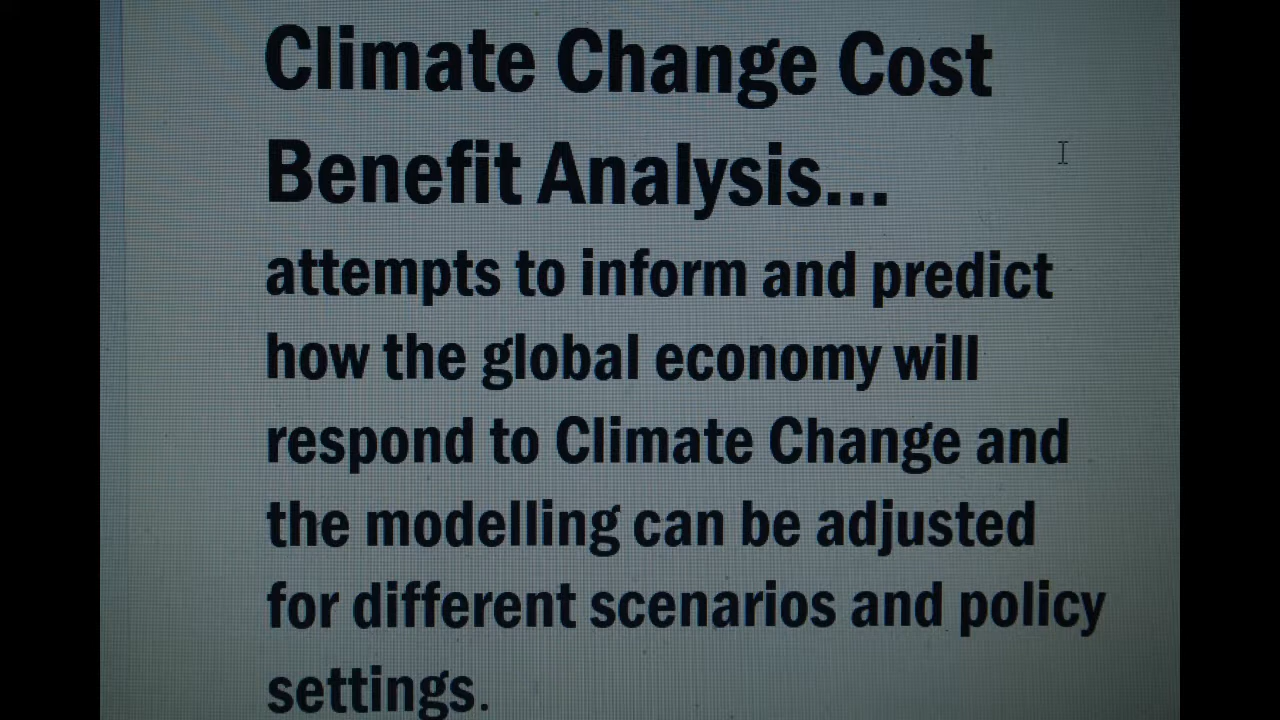 Climate Change Cost
Benefit Analysis...
attempts to inform and predict
how the global economy will
respond to Climate Change and
the modelling can be adjusted
for different scenarios and policy
settings.